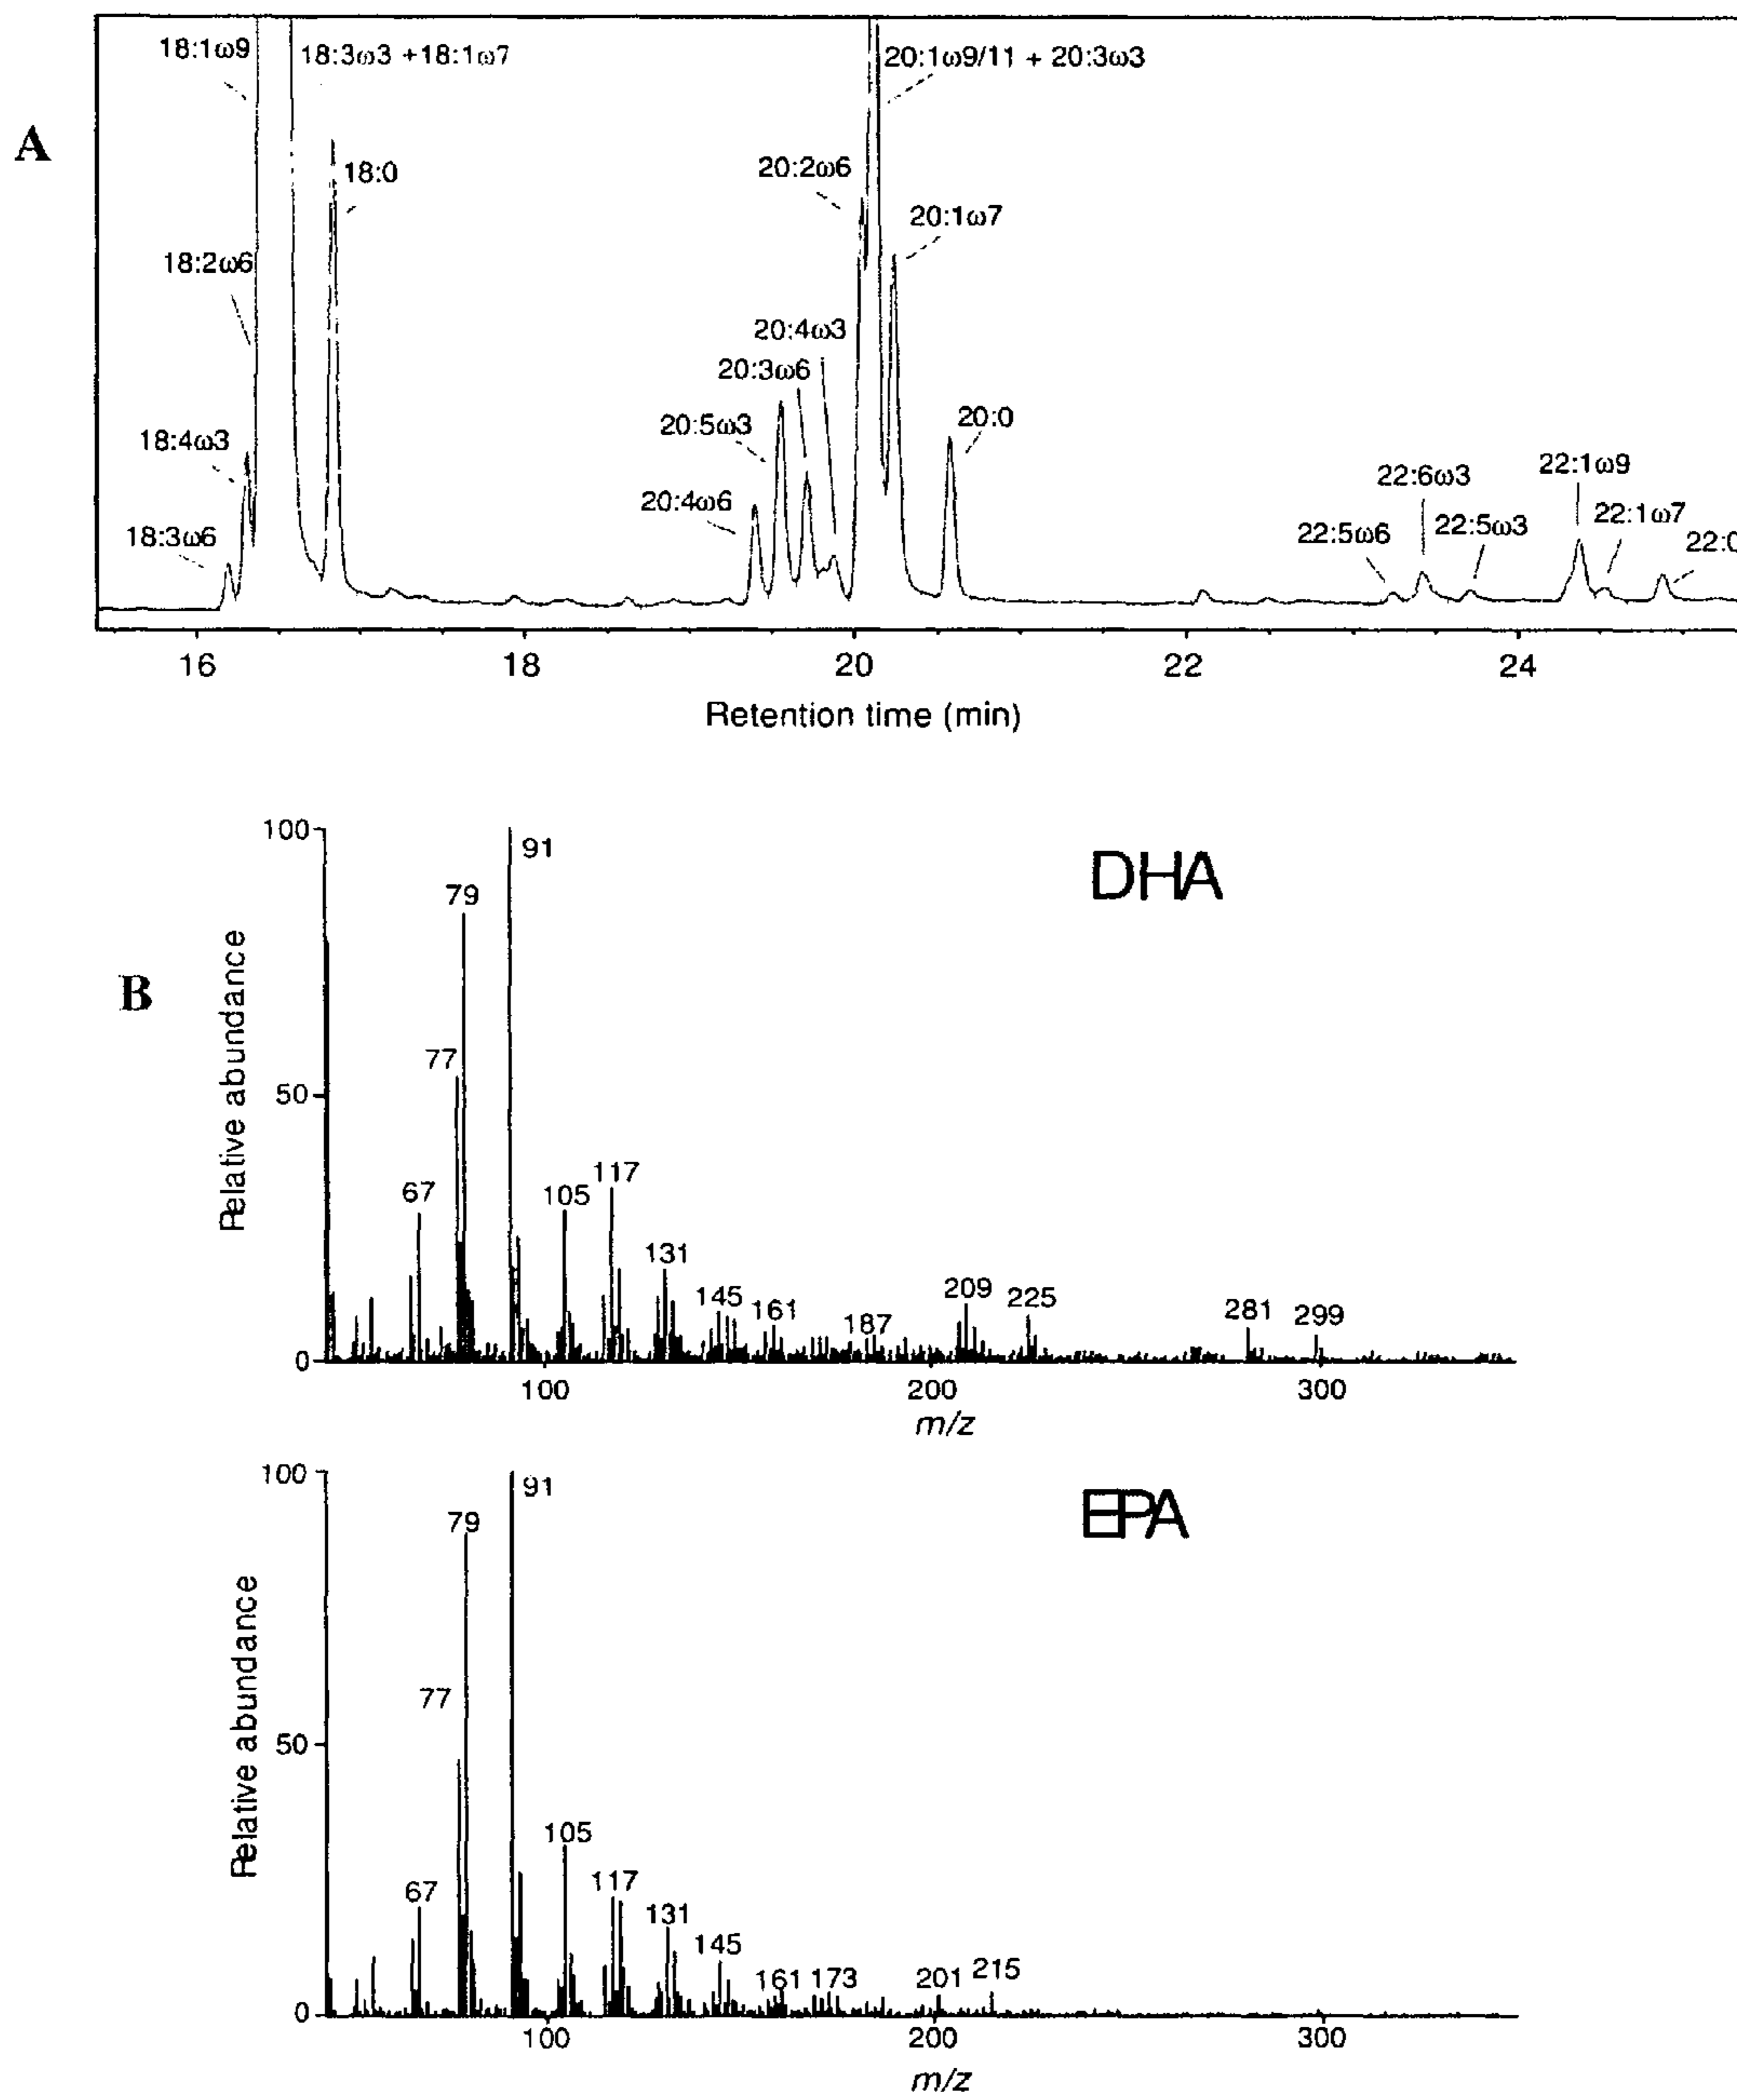 A
18:1ω9
18:3ω3 +18:1ω7
20:1ω9/11 + 20:3ω3
18:0
20:2ω6
20:1ω7
18:2ω6
20:4ω3
20:3ω6
20:5ω3
20:0
18:4ω3
20:4ω6
18:3ω6
22:6ω3
22:1ω9
22:5ω6
22:5ω3
22:1ω7
22:0
16 18 20 22 24
Retention time (min)
B
DHA
Relative abundance
100
50
0
67
77
79
91
105
117
131
145
161
187
209
225
281
299
100 200 300
m/z
EPA
Relative abundance
100
50
0
67
77
79
91
105
117
131
145
161
173
201
215
100 200 300
m/z